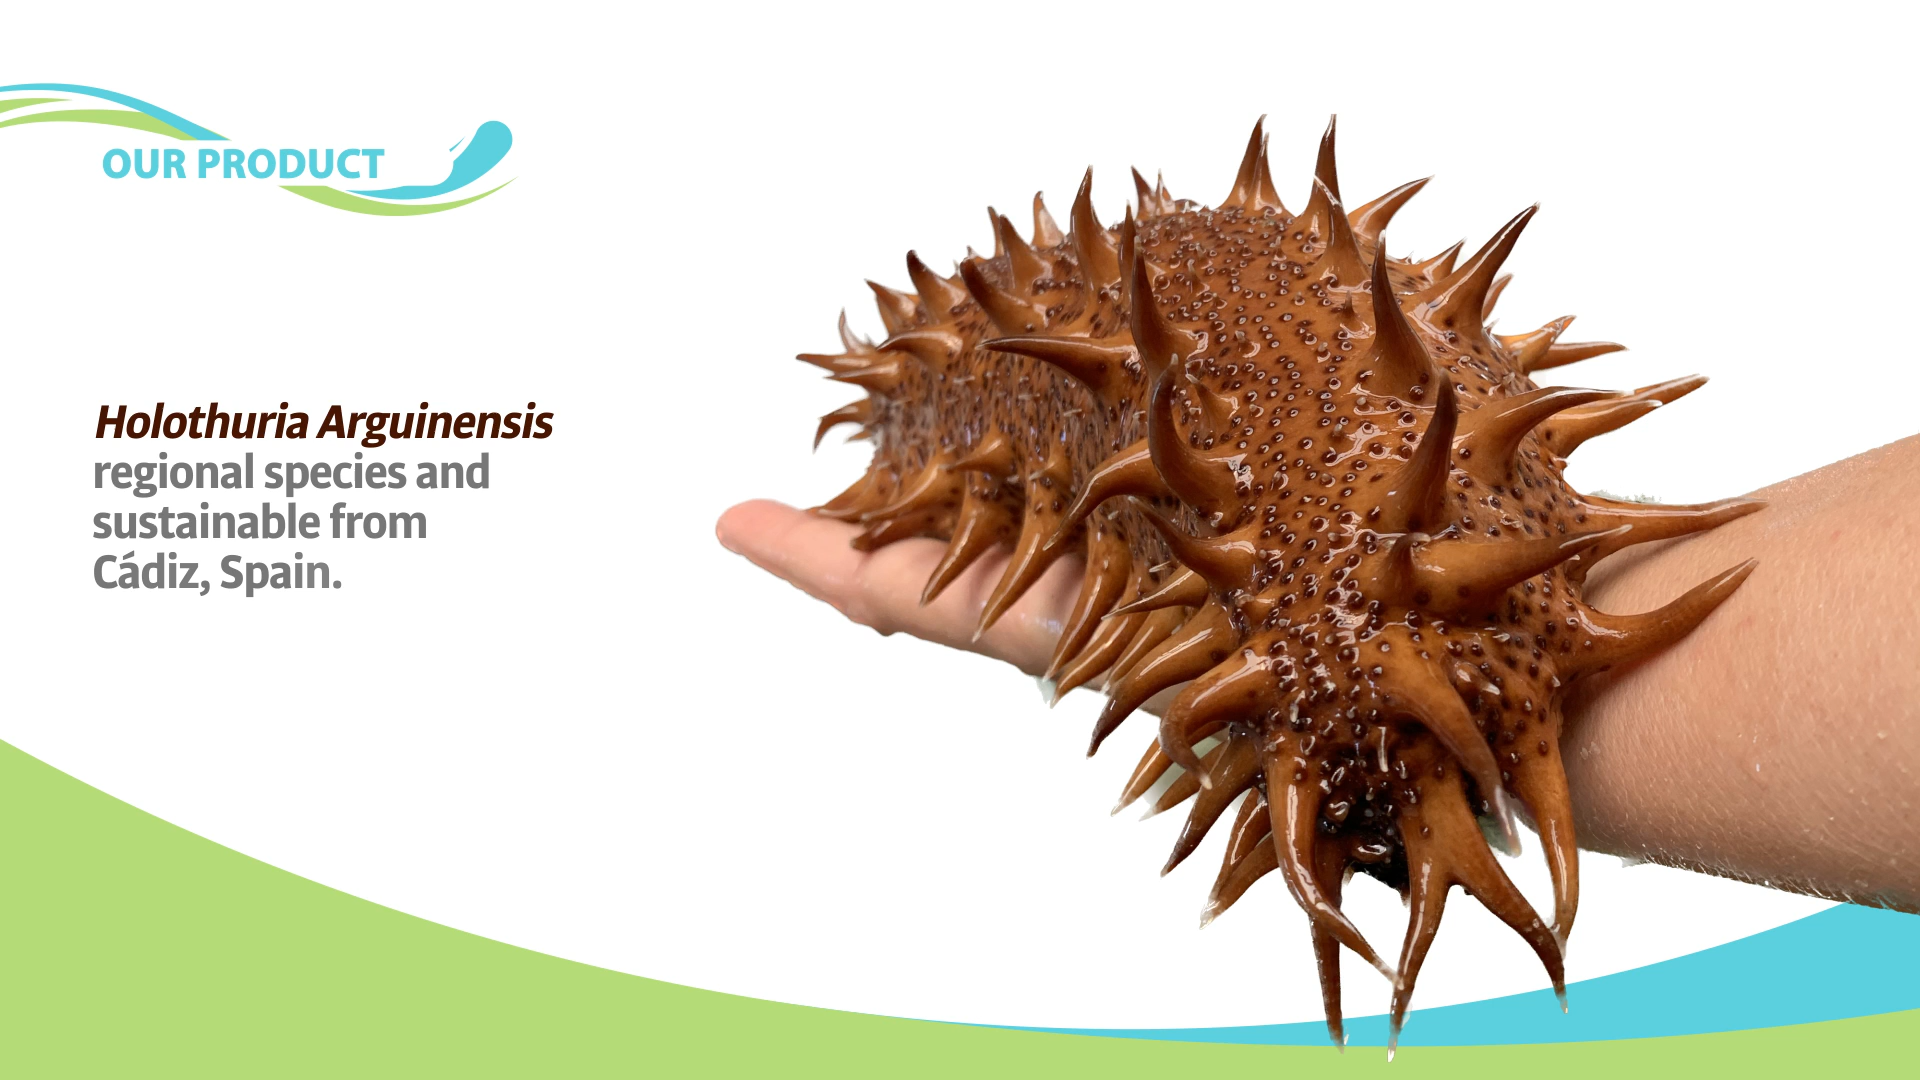 OUR PRODUCT
Holothuria Arguinensis
regional species and
sustainable from
Cádiz, Spain.